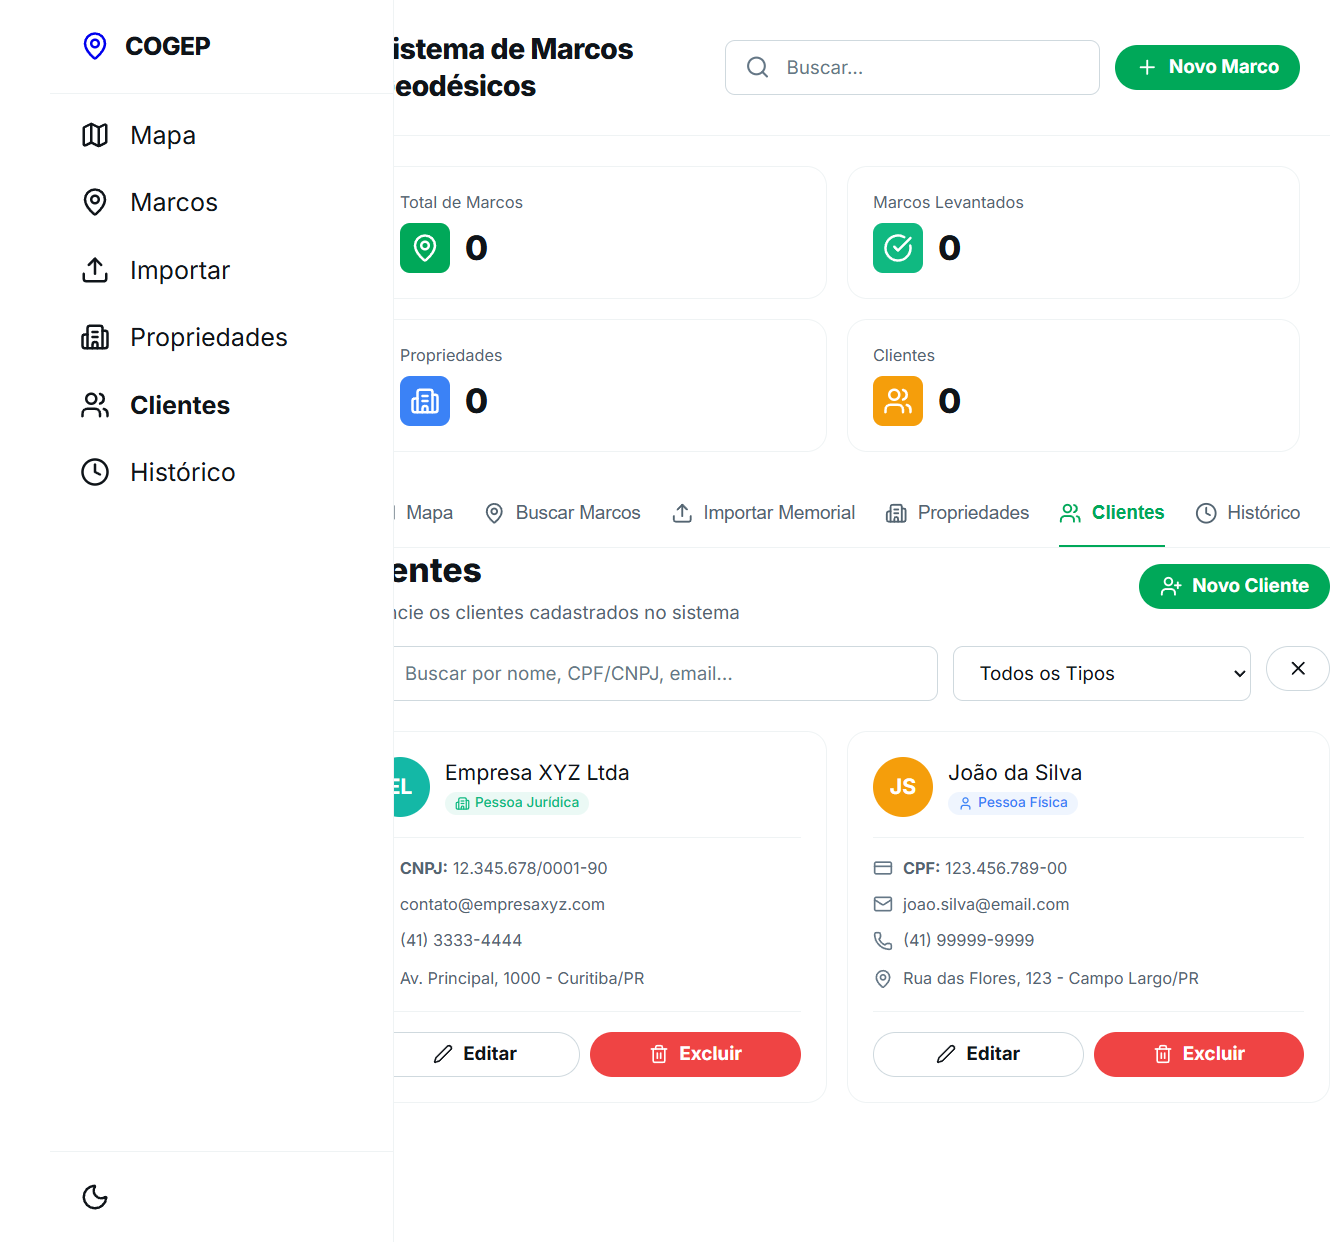 COGEP
Mapa
Marcos
Importar
Propriedades
Clientes
Histórico
istema de Marcos
eodésicos
Buscar...
Novo Marco
Total de Marcos
0
Marcos Levantados
0
Propriedades
0
Clientes
0
Mapa
Buscar Marcos
Importar Memorial
Propriedades
Clientes
Histórico
entes
ncie os clientes cadastrados no sistema
Novo Cliente
Buscar por nome, CPF/CNPJ, email...
Todos os Tipos
EL
Empresa XYZ Ltda
Pessoa Jurídica
CNPJ: 12.345.678/0001-90
contato@empresaxyz.com
(41) 3333-4444
Av. Principal, 1000 - Curitiba/PR
Editar
Excluir
JS
João da Silva
Pessoa Física
CPF: 123.456.789-00
joao.silva@email.com
(41) 99999-9999
Rua das Flores, 123 - Campo Largo/PR
Editar
Excluir